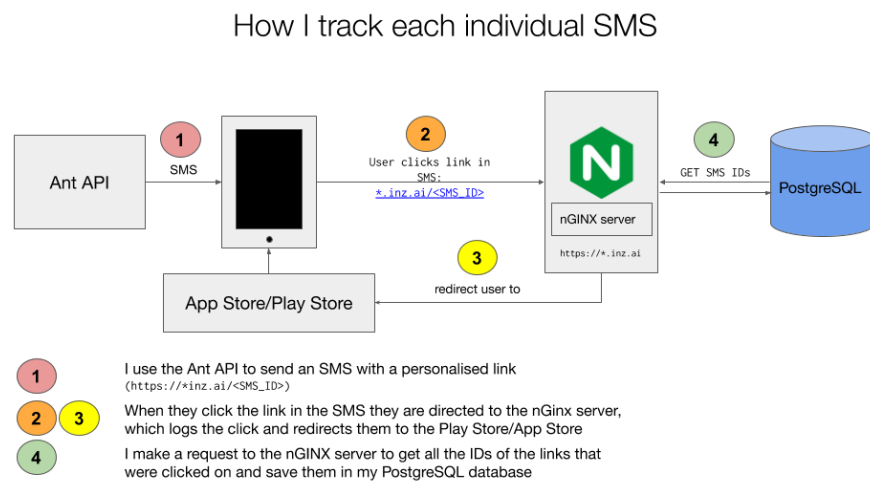 How I track each individual SMS
1
2
4
User clicks link in
SMS:
*.inz.ai/<SMS_ID>
SMS
GET SMS IDs
Ant API
N
PostgreSQL
nGINX server
https://*.inz.ai
3
redirect user to
App Store/Play Store
1
I use the Ant API to send an SMS with a personalised link
(https://*inz.ai/<SMS_ID>)
2
3
When they click the link in the SMS they are directed to the nGinx server,
which logs the click and redirects them to the Play Store/App Store
4
I make a request to the nGINX server to get all the IDs of the links that
were clicked on and save them in my PostgreSQL database